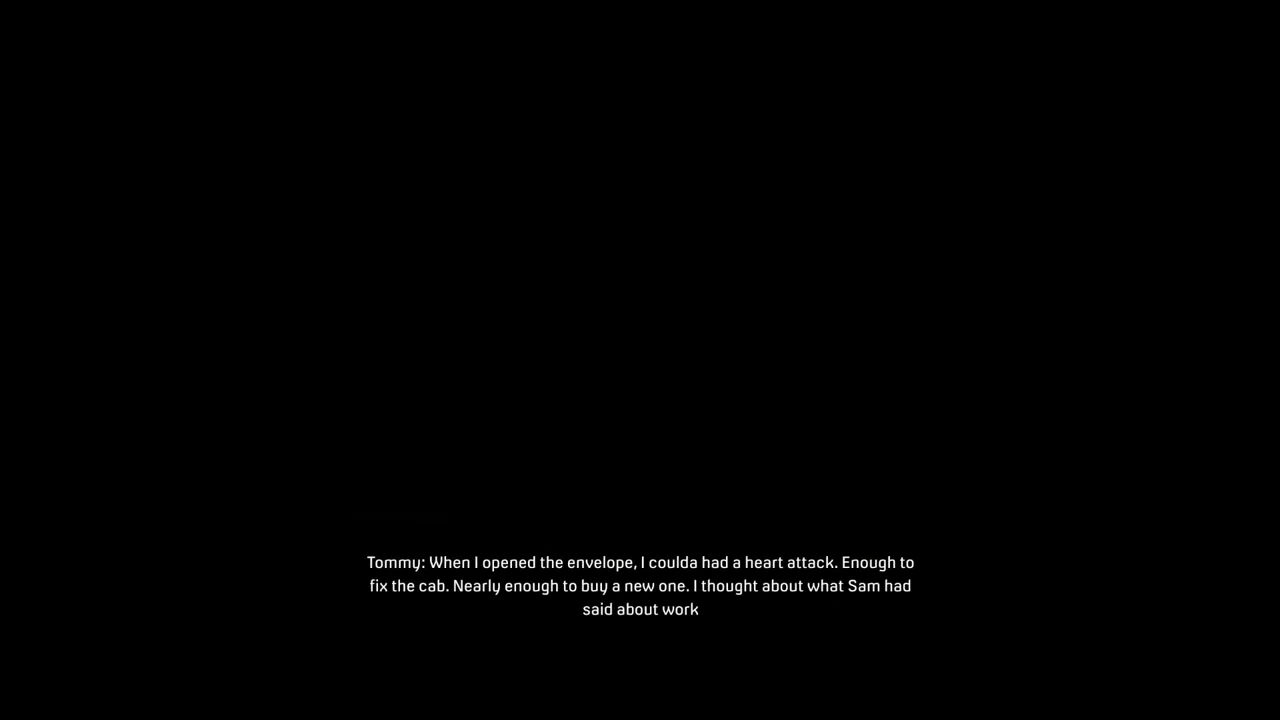 Tommy: When I opened the envelope, I coulda had a heart attack. Enough to
fix the cab. Nearly enough to buy a new one. I thought about what Sam had
said about work